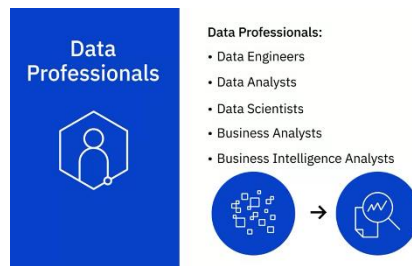 Data
Professionals
Data Professionals:
• Data Engineers
• Data Analysts
• Data Scientists
• Business Analysts
• Business Intelligence Analysts